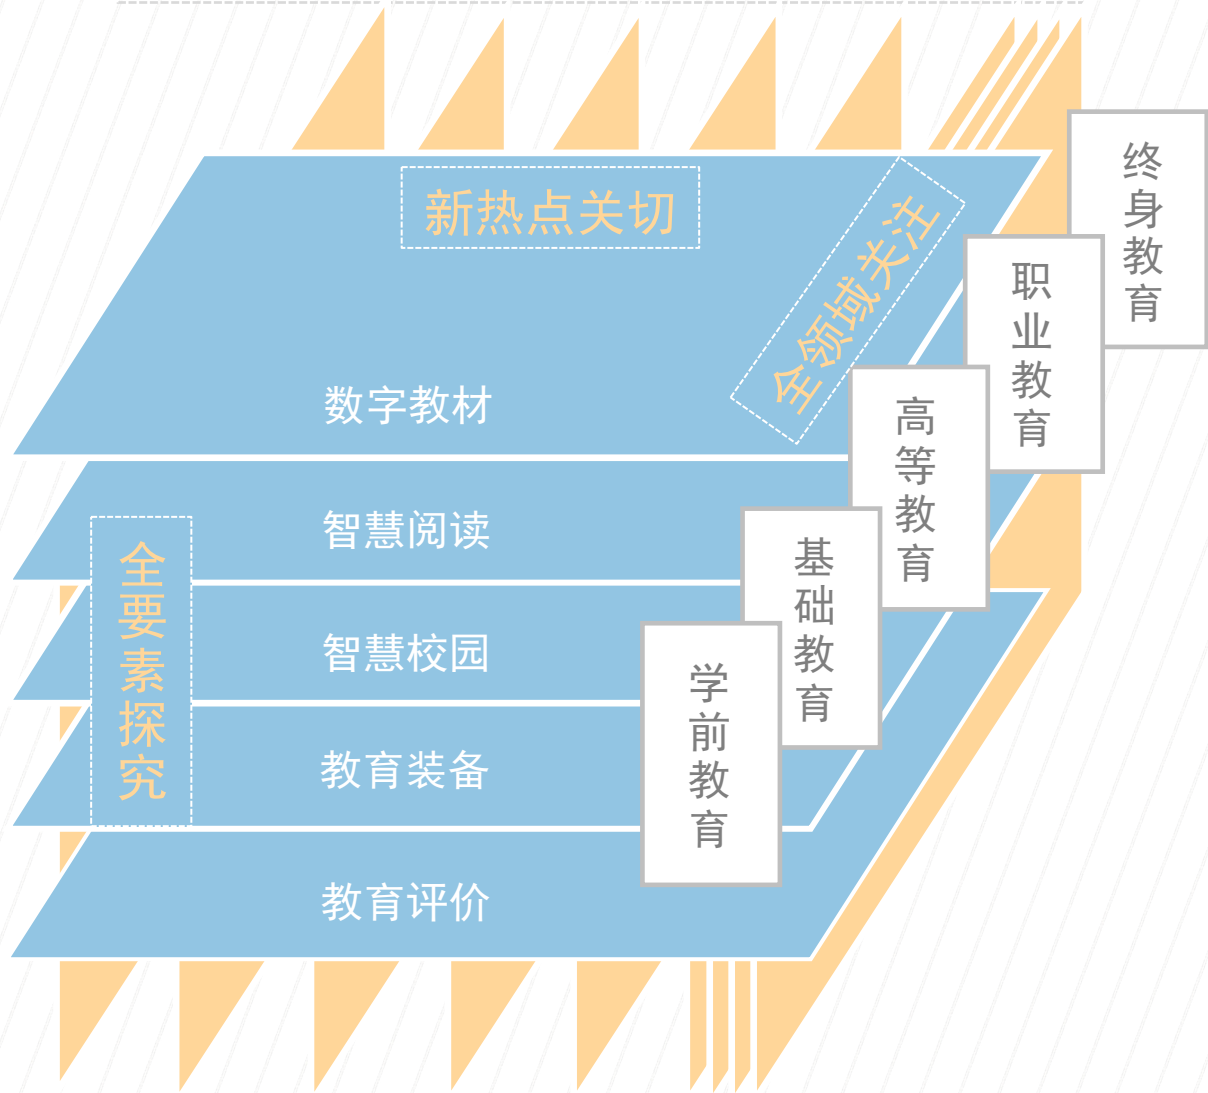 新热点关切
全领域关注
终身教育
职业教育
高等教育
基础教育
学前教育
数字教材
智慧阅读
智慧校园
教育装备
教育评价
全要素探究